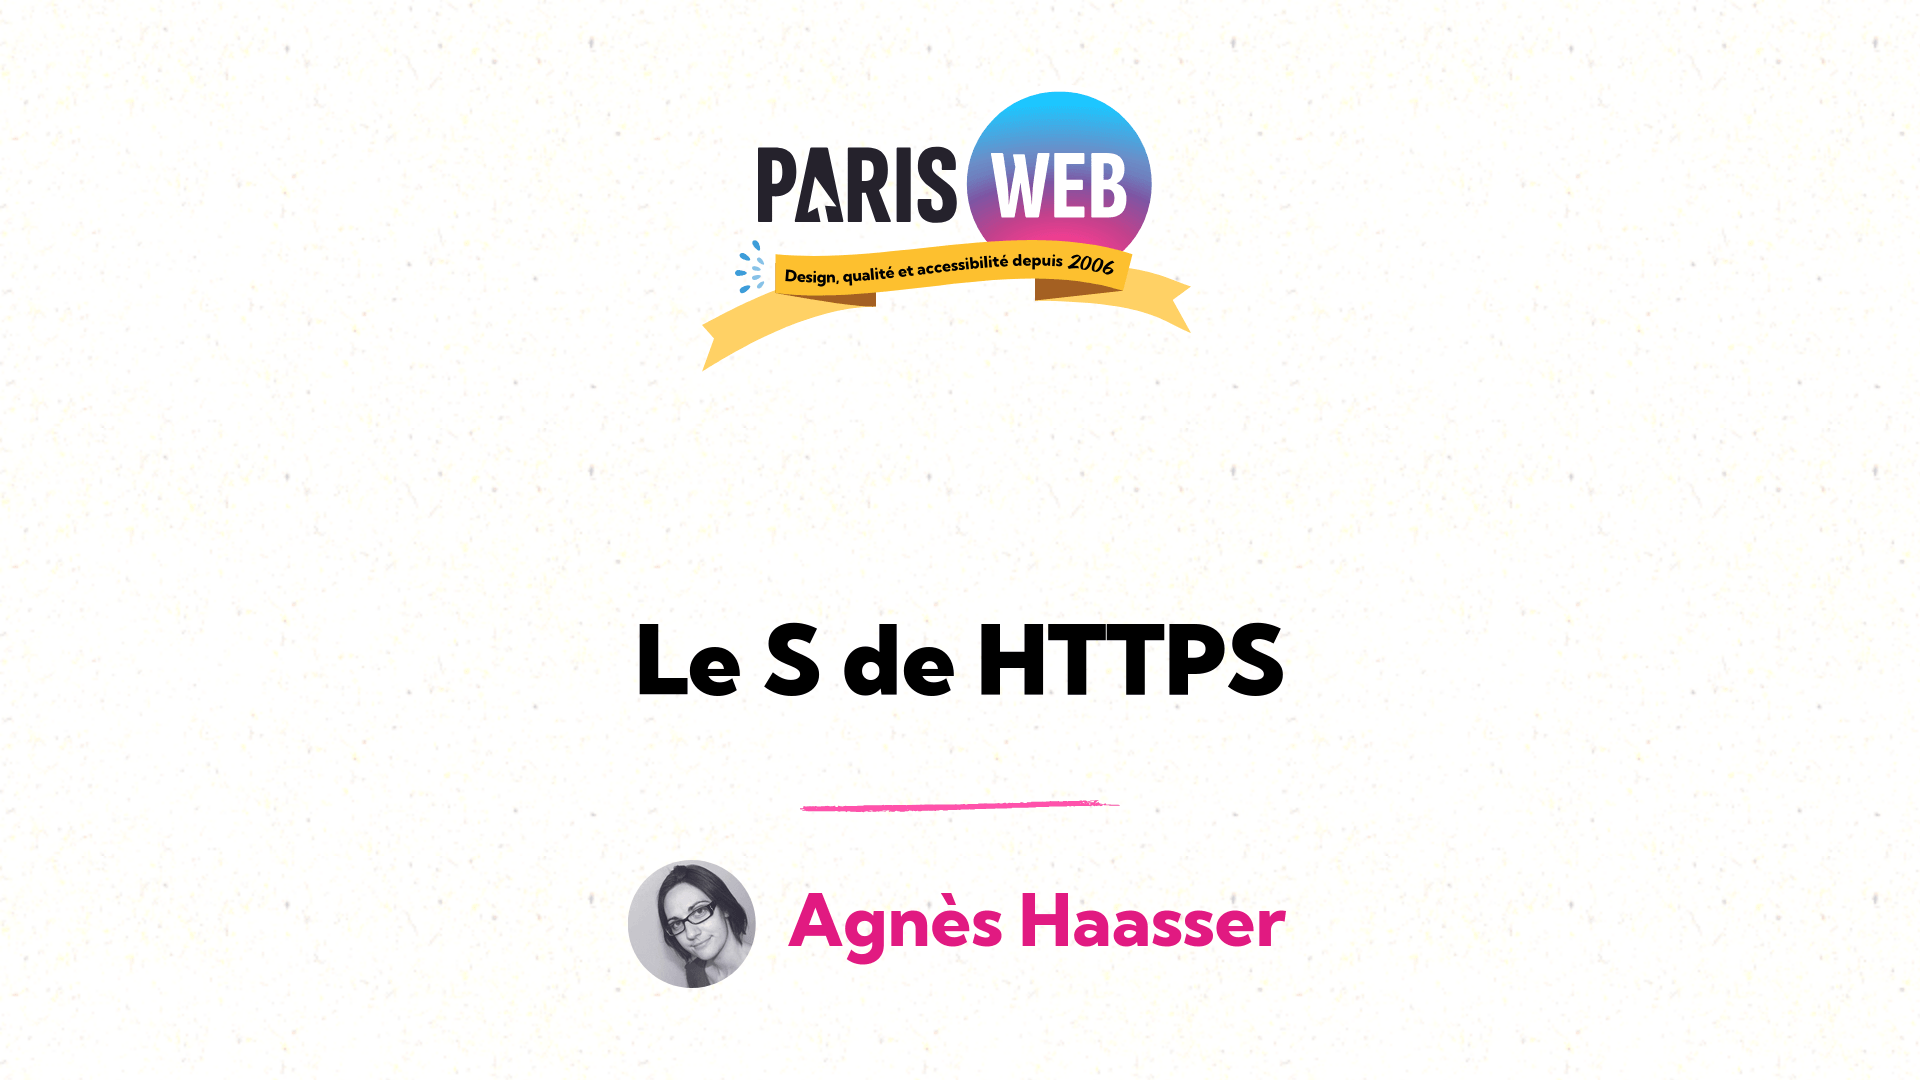 PARIS WEB
Design, qualité et accessibilité depuis 2006
Le S de HTTPS
Agnès Haasser